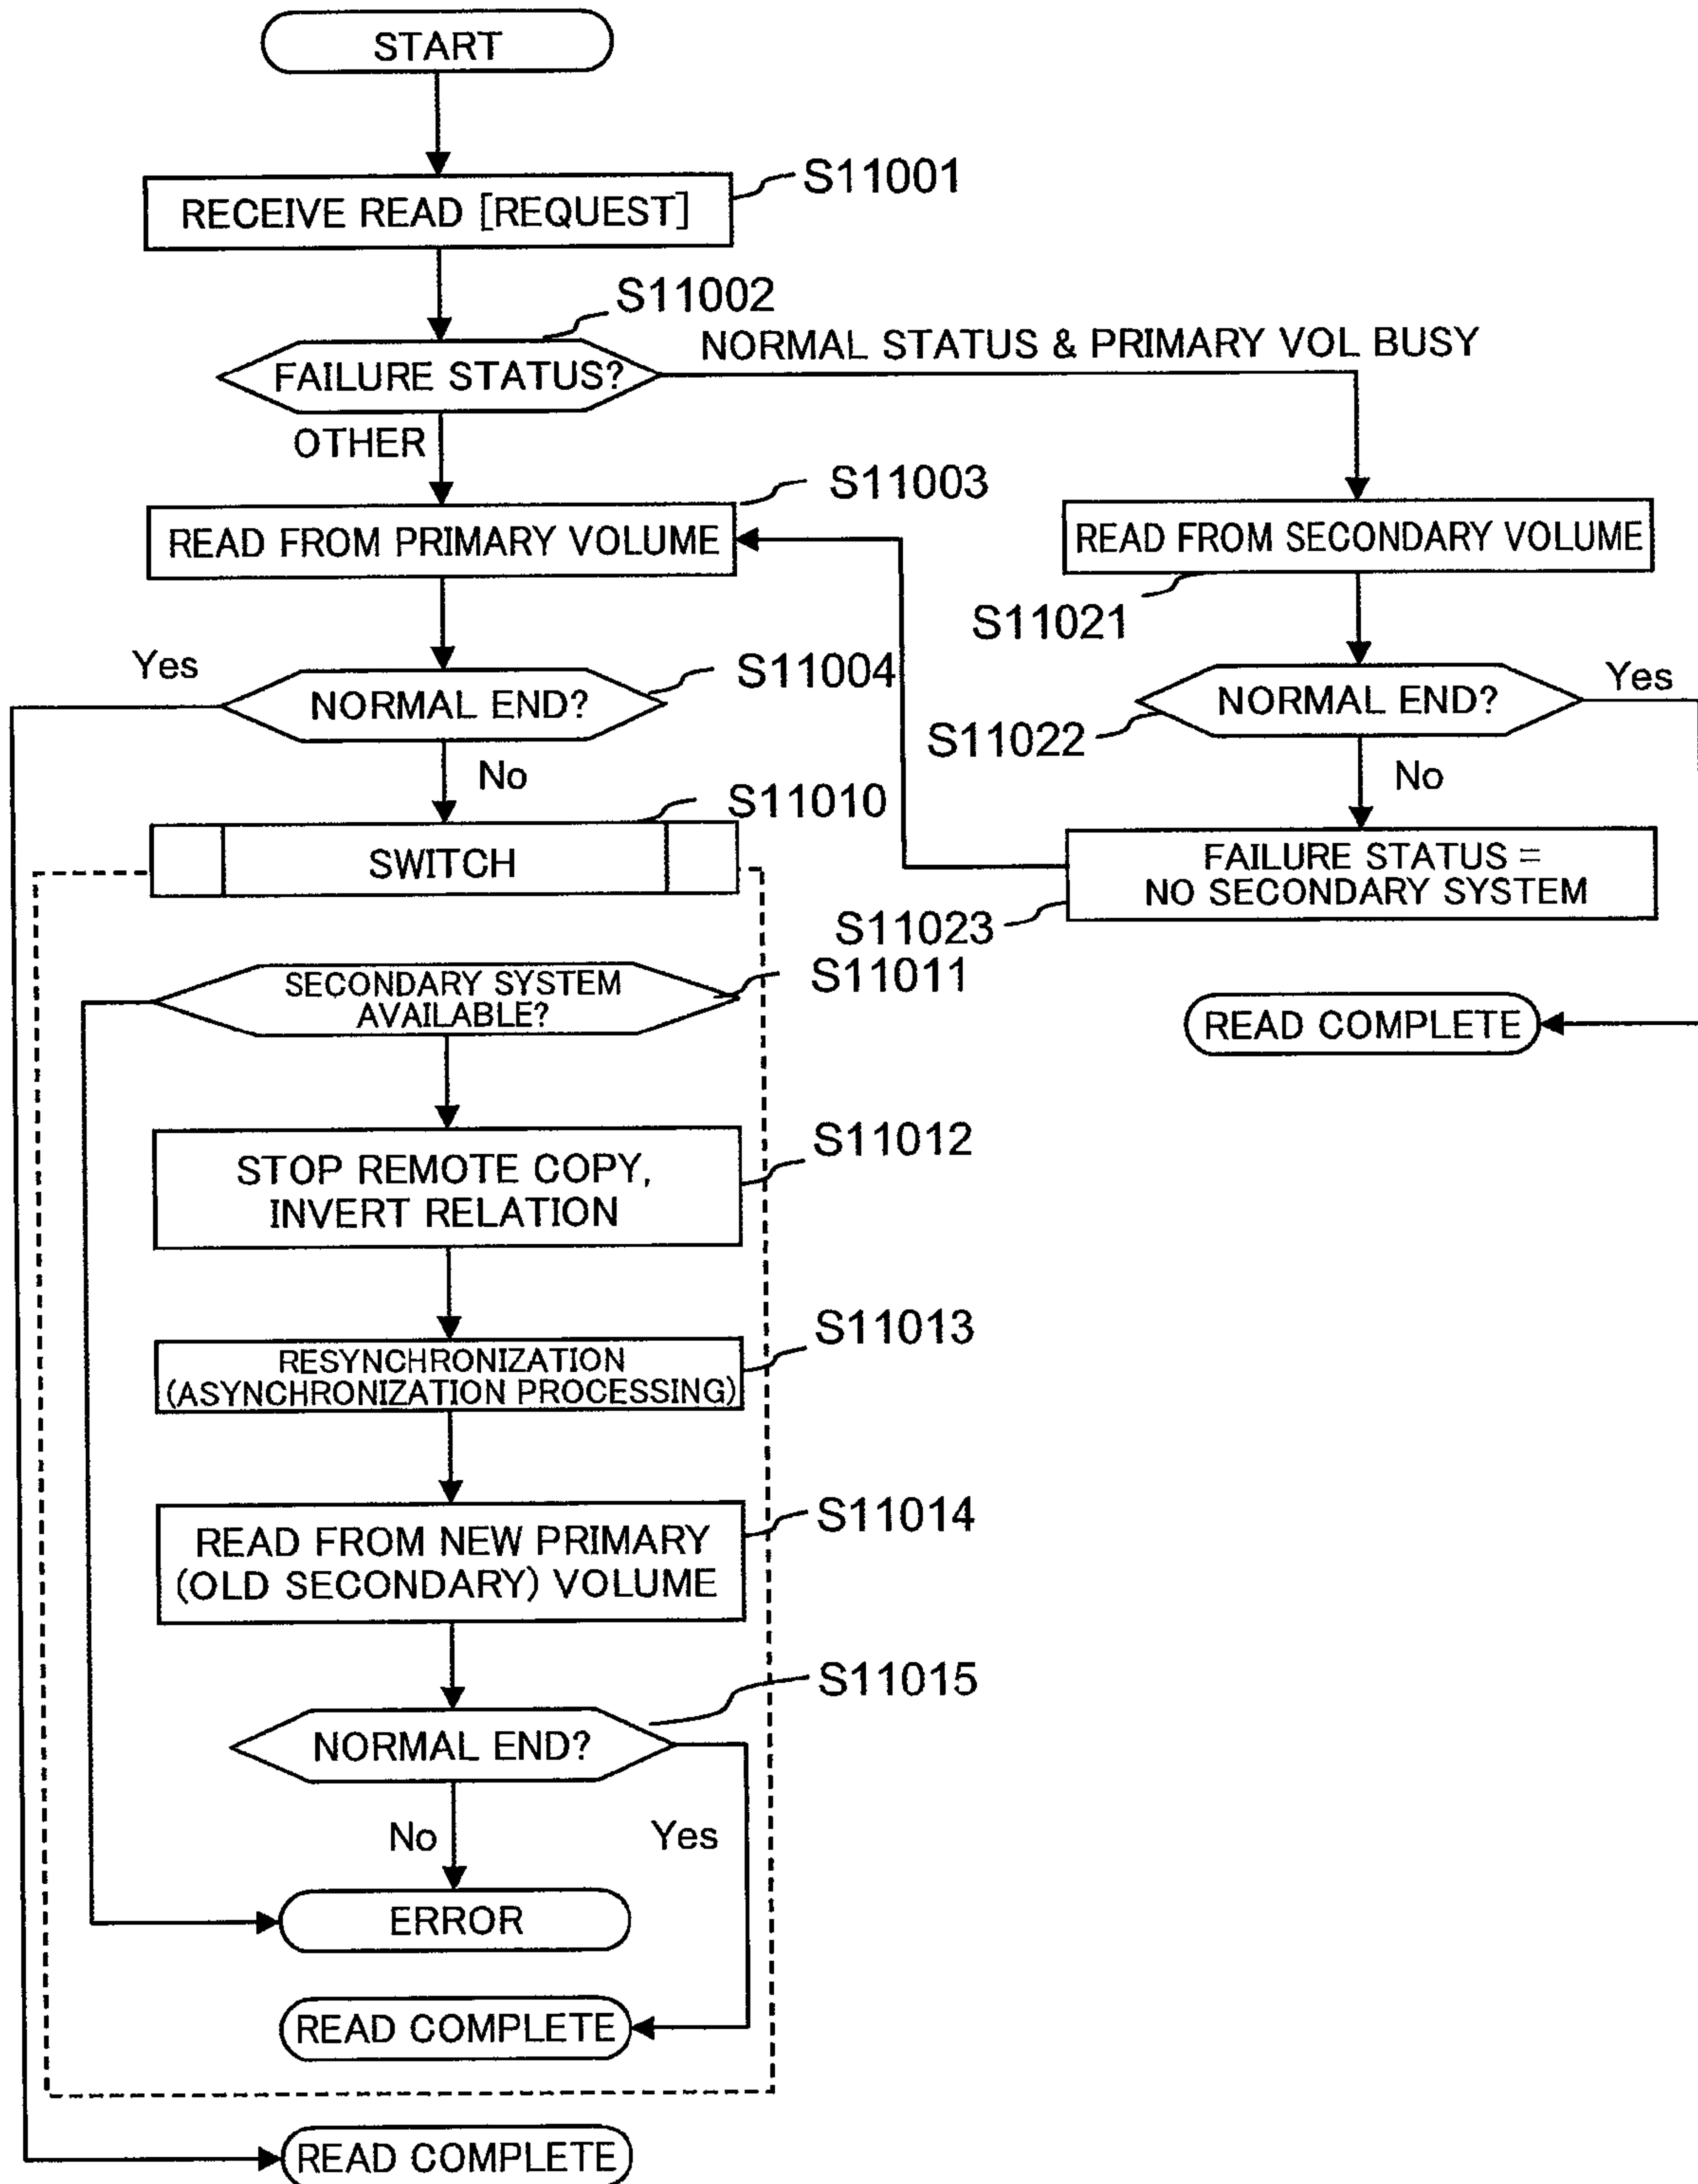 START
S11001
RECEIVE READ [REQUEST]
S11002
NORMAL STATUS & PRIMARY VOL BUSY
FAILURE STATUS?
OTHER
S11003
READ FROM PRIMARY VOLUME
READ FROM SECONDARY VOLUME
S11021
Yes
S11004
NORMAL END?
Yes
NORMAL END?
S11022
No
No
S11010
SWITCH
FAILURE STATUS =
NO SECONDARY SYSTEM
S11023
S11011
SECONDARY SYSTEM
AVAILABLE?
READ COMPLETE
S11012
STOP REMOTE COPY,
INVERT RELATION
S11013
RESYNCHRONIZATION
(ASYNCHRONIZATION PROCESSING)
S11014
READ FROM NEW PRIMARY
(OLD SECONDARY) VOLUME
S11015
NORMAL END?
No
Yes
ERROR
READ COMPLETE
READ COMPLETE